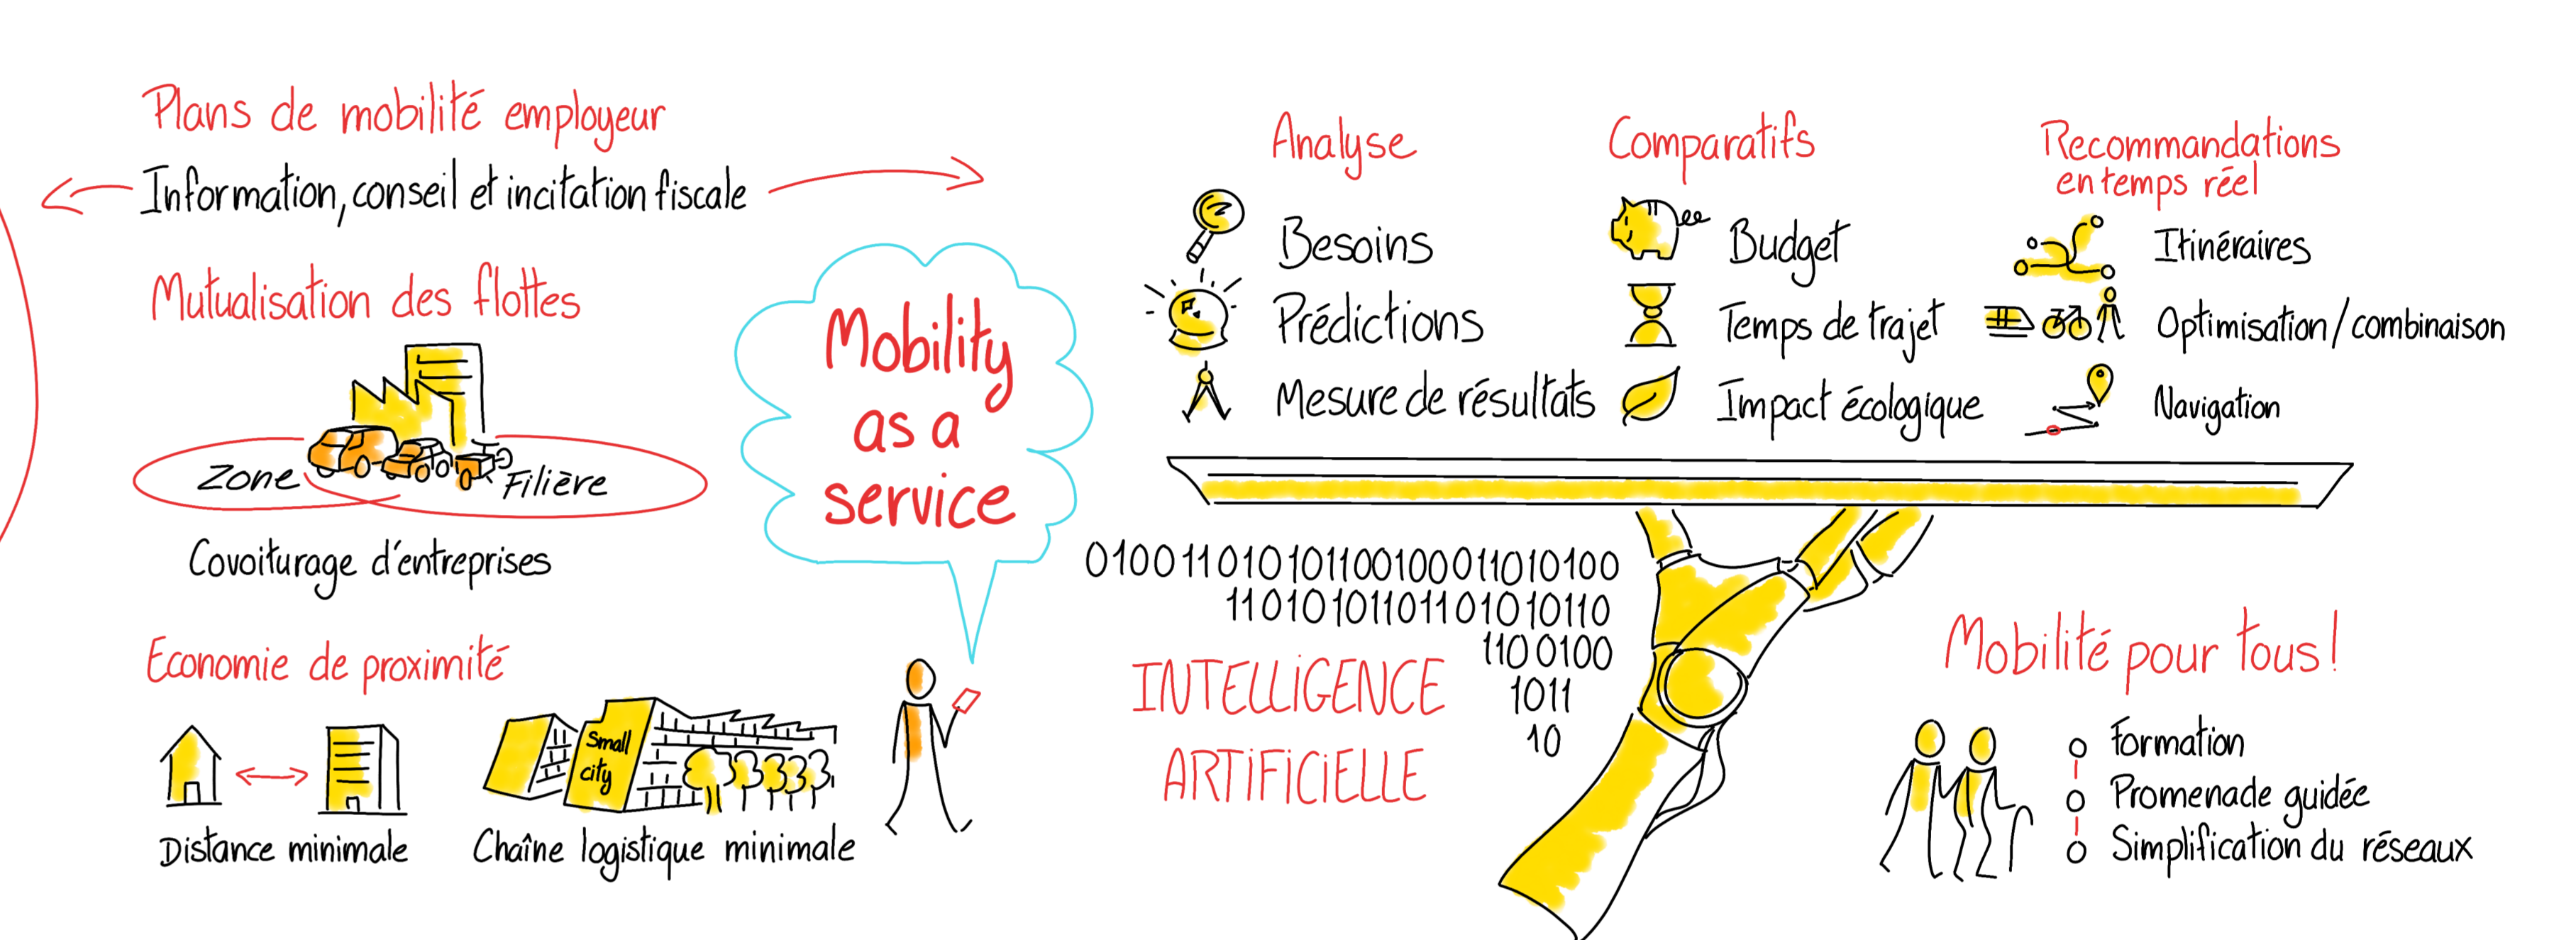 Plans de mobilité employeur
Information, conseil et incitation fiscale
Mutualisation des flottes
Zone
Filière
Covoiturage d'entreprises
Economie de proximité
Small
city
Distance minimale
Chaîne logistique minimale
Mobility
as a
service
Analyse
Besoins
Prédictions
Mesure de résultats
Comparatifs
Budget
Temps de trajet
Impact écologique
Recommandations
en temps réel
Itinéraires
Optimisation/combinaison
Navigation
010011010101100100011010100
11010101101101010110
1100100
1011
10
INTELLIGENCE
ARTIFICIELLE
Mobilité pour tous!
Formation
Promenade guidée
Simplification du réseaux